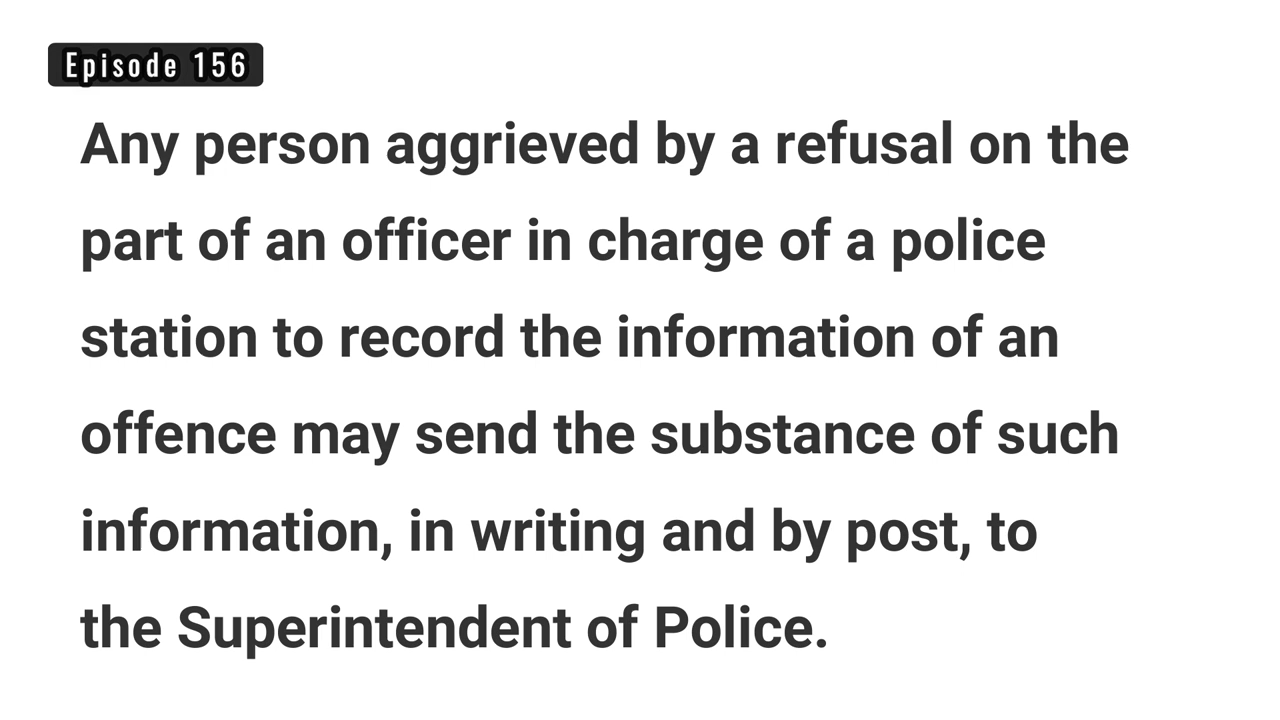 Episode 156
Any person aggrieved by a refusal on the
part of an officer in charge of a police
station to record the information of an
offence may send the substance of such
information, in writing and by post, to
the Superintendent of Police.